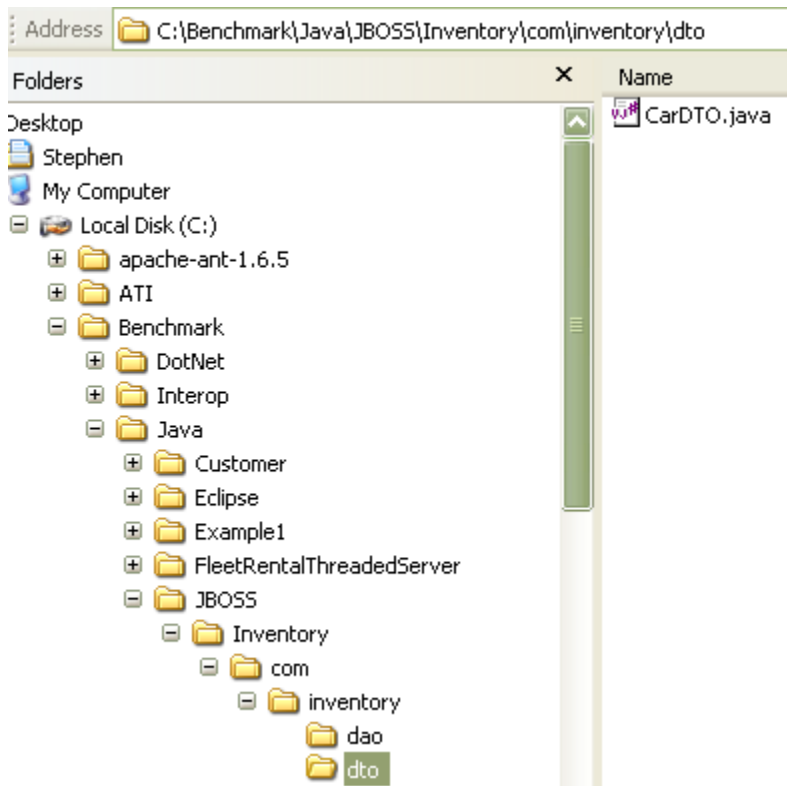 Address C:\Benchmark\Java\JBOSS\Inventory\com\inventory\dto
Folders
Name
Desktop
CarDTO.java
Stephen
My Computer
Local Disk (C:)
apache-ant-1.6.5
ATI
Benchmark
DotNet
Interop
Java
Customer
Eclipse
Example1
FleetRentalThreadedServer
JBOSS
Inventory
com
inventory
dao
dto